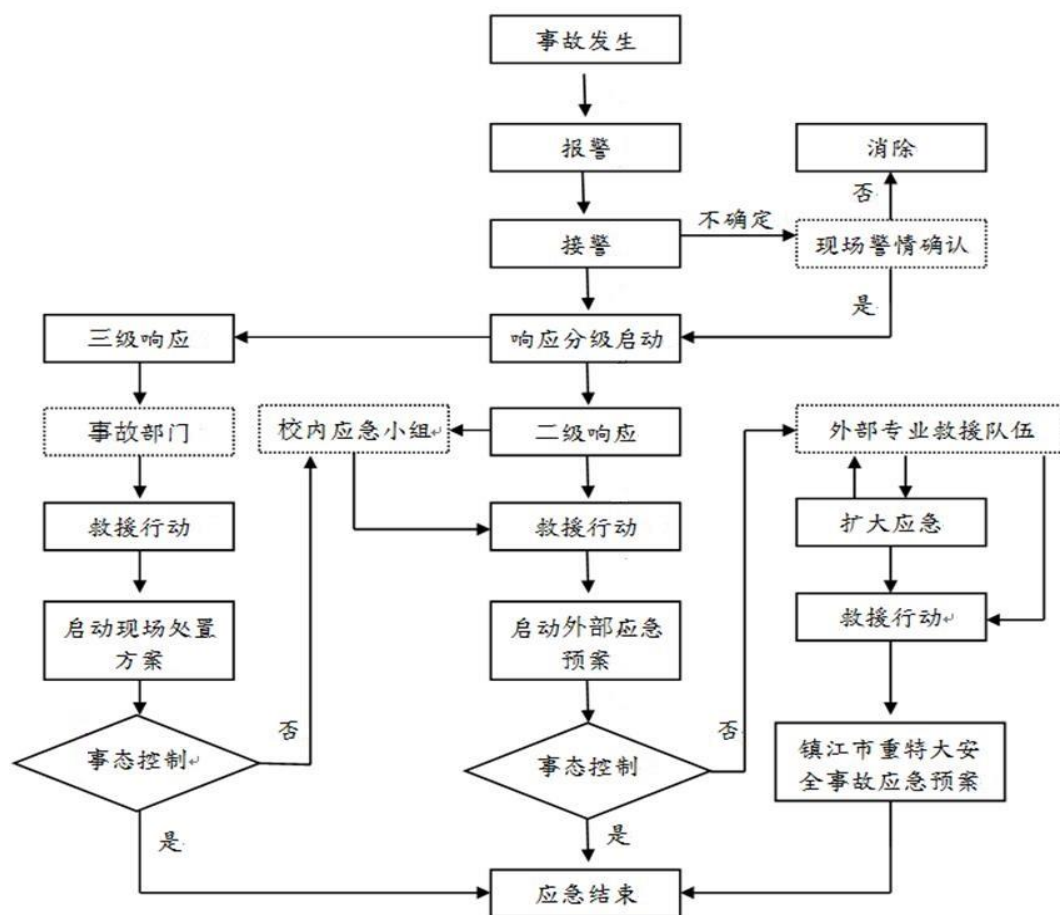 事故发生
报警
消除
否
不确定
接警
现场警情确认
是
三级响应
响应分级启动
事故部门
校内应急小组
二级响应
外部专业救援队伍
救援行动
救援行动
扩大应急
启动现场处置
方案
启动外部应急
预案
救援行动
否
否
事态控制
事态控制
镇江市重特大安
全事故应急预案
是
是
应急结束